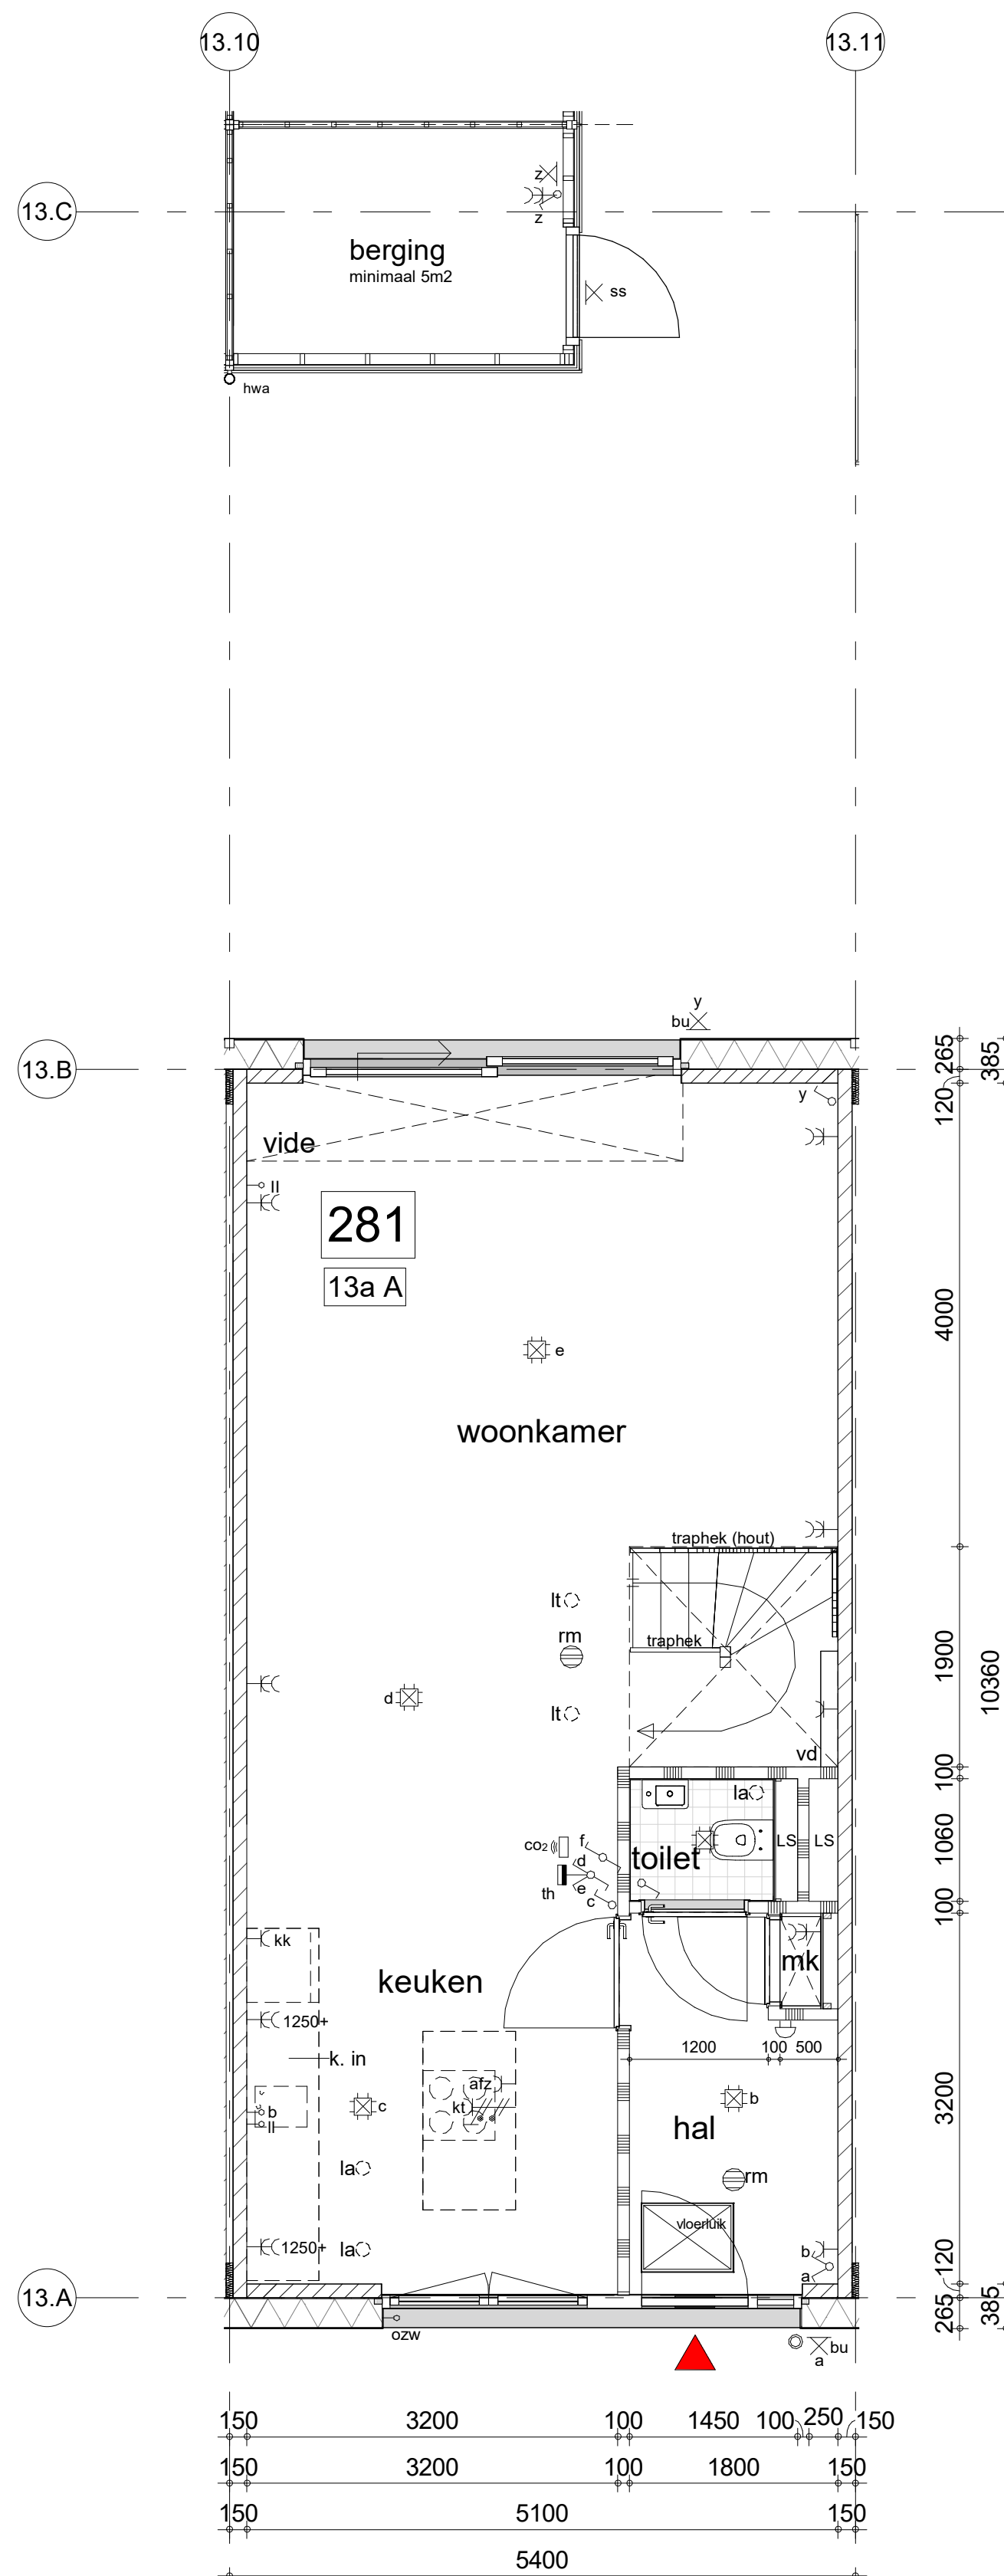 13.10
13.11
13.C
z
z
berging
minimaal 5m2
ss
hwa
y
bu
13.B
265
385
120
y
vide
ll
281
13a A
4000
e
woonkamer
traphek (hout)
lt
rm
traphek
1900
10360
d
lt
vd
100
la
co2
f
d
toilet
LS
LS
1060
th
e
c
100
kk
keuken
mk
1250+
k. in
1200
100
500
afz
kt
b
ll
c
b
hal
3200
la
rm
vloerluik
1250+
la
b
a
120
13.A
265
385
ozw
bu
a
150
3200
100
1450
100
250
150
150
3200
100
1800
150
150
5100
150
5400